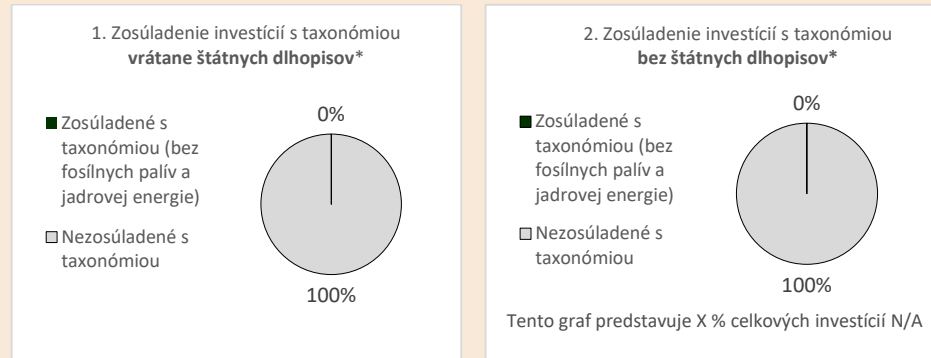 1. Zosúladenie investícií s taxonómiou
vrátane štátnych dlhopisov*
Zosúladené s
taxonómiou (bez
fosílnych palív a
jadrovej energie)
Nezosúladené s
taxonómiou
0%
100%
2. Zosúladenie investícií s taxonómiou
bez štátnych dlhopisov*
Zosúladené s
taxonómiou (bez
fosílnych palív a
jadrovej energie)
Nezosúladené s
taxonómiou
0%
100%
Tento graf predstavuje X % celkových investícií N/A